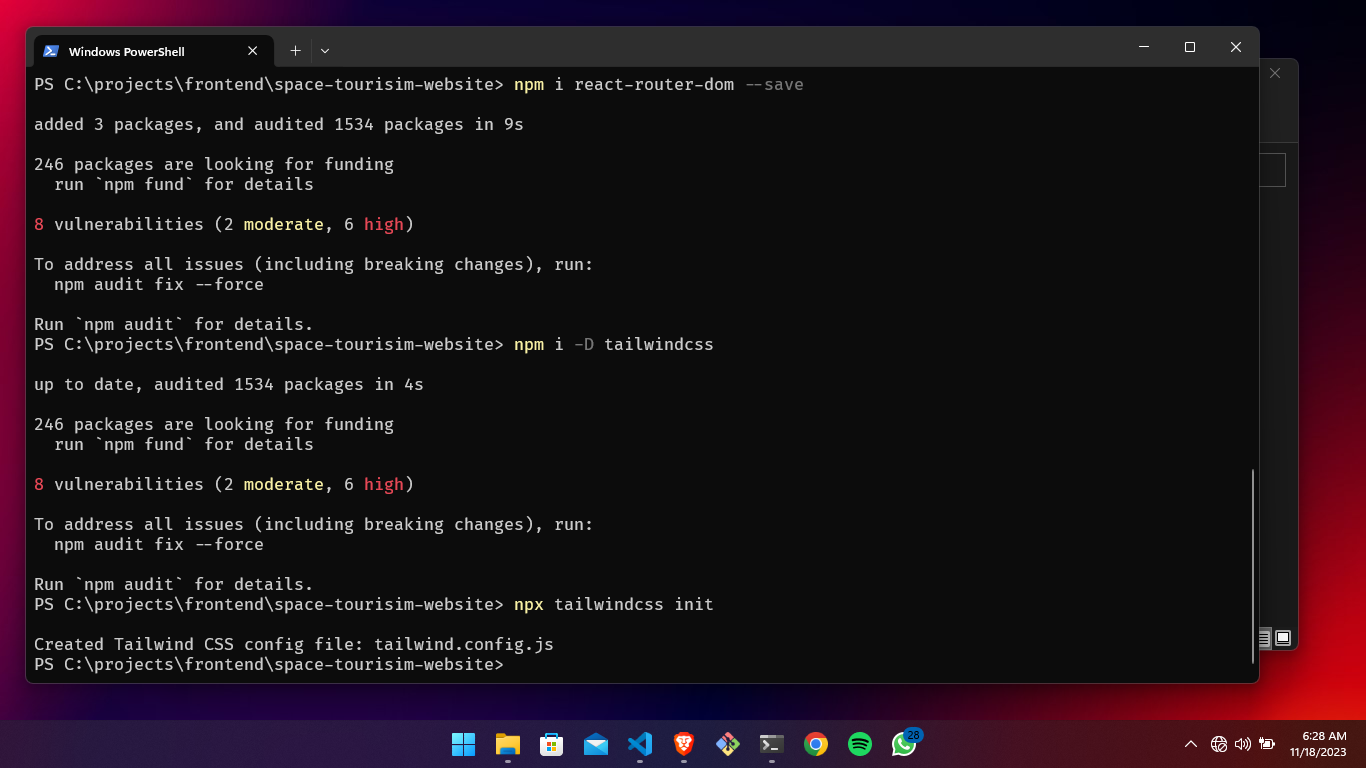 Windows PowerShell
PS C:\projects\frontend\space-tourisim-website> npm i react-router-dom --save
added 3 packages, and audited 1534 packages in 9s
246 packages are looking for funding
run `npm fund` for details
8 vulnerabilities (2 moderate, 6 high)
To address all issues (including breaking changes), run:
npm audit fix --force
Run `npm audit` for details.
PS C:\projects\frontend\space-tourisim-website> npm i -D tailwindcss
up to date, audited 1534 packages in 4s
246 packages are looking for funding
run `npm fund` for details
8 vulnerabilities (2 moderate, 6 high)
To address all issues (including breaking changes), run:
npm audit fix --force
Run `npm audit` for details.
PS C:\projects\frontend\space-tourisim-website> npx tailwindcss init
Created Tailwind CSS config file: tailwind.config.js
PS C:\projects\frontend\space-tourisim-website>
28
6:28 AM
11/18/2023